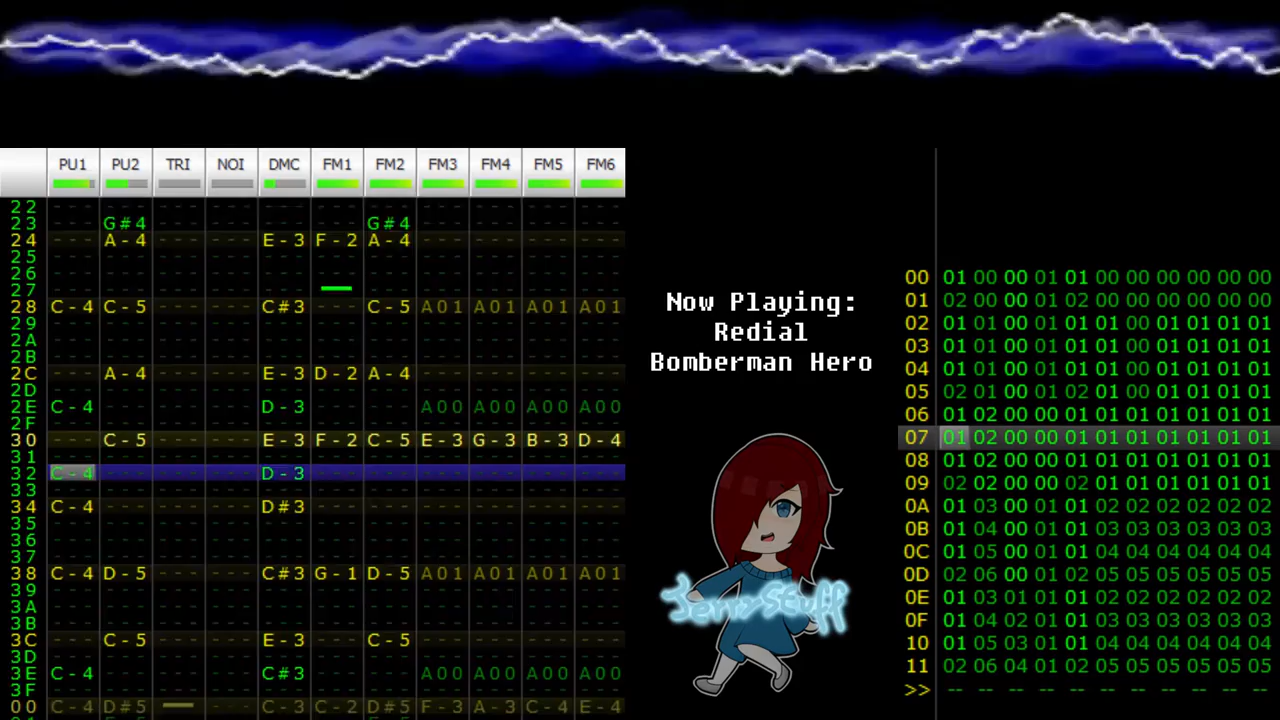 PU1 PU2 TRI NOI DMC FM1 FM2 FM3 FM4 FM5 FM6
22
23 G#4 G#4
24 A-4 E-3 F-2 A-4
25
26
27
28 C-4 C-5 C#3 C-5 A01 A01 A01 A01
29
2A
2B
2C A-4 E-3 D-2 A-4
2D
2E C-4 D-3 A00 A00 A00 A00
2F
30 --- C-5 E-3 F-2 C-5 E-3 G-3 B-3 D-4
31
32 C-4 D-3
33
34 C-4 D#3
35
36
37
38 C-4 D-5 C#3 G-1 D-5 A01 A01 A01 A01
39
3A
3B
3C C-5 E-3 C-5
3D
3E C-4 C#3 A00 A00 A00 A00
3F
00 C-4 D#5 C-3 C-2 D#5 F-3 A-3 C-4 E-4
Now Playing:
Redial
Bomberman Hero
JerryStuff
00 01 00 00 01 01 00 00 00 00 00 00
01 02 00 00 01 02 00 00 00 00 00 00
02 01 01 00 01 01 01 00 01 01 01 01
03 01 01 00 01 01 01 00 01 01 01 01
04 01 01 00 01 01 01 00 01 01 01 01
05 02 01 00 01 02 01 00 01 01 01 01
06 01 02 00 00 01 01 01 01 01 01 01
07 01 02 00 00 01 01 01 01 01 01 01
08 01 02 00 00 01 01 01 01 01 01 01
09 02 02 00 00 02 01 01 01 01 01 01
0A 01 03 00 01 01 02 02 02 02 02 02
0B 01 04 00 01 01 03 03 03 03 03 03
0C 01 05 00 01 01 04 04 04 04 04 04
0D 02 06 00 01 02 05 05 05 05 05 05
0E 01 03 01 01 01 02 02 02 02 02 02
0F 01 04 02 01 01 03 03 03 03 03 03
10 01 05 03 01 01 04 04 04 04 04 04
11 02 06 04 01 02 05 05 05 05 05 05
>> -- -- -- -- -- -- -- -- -- -- --